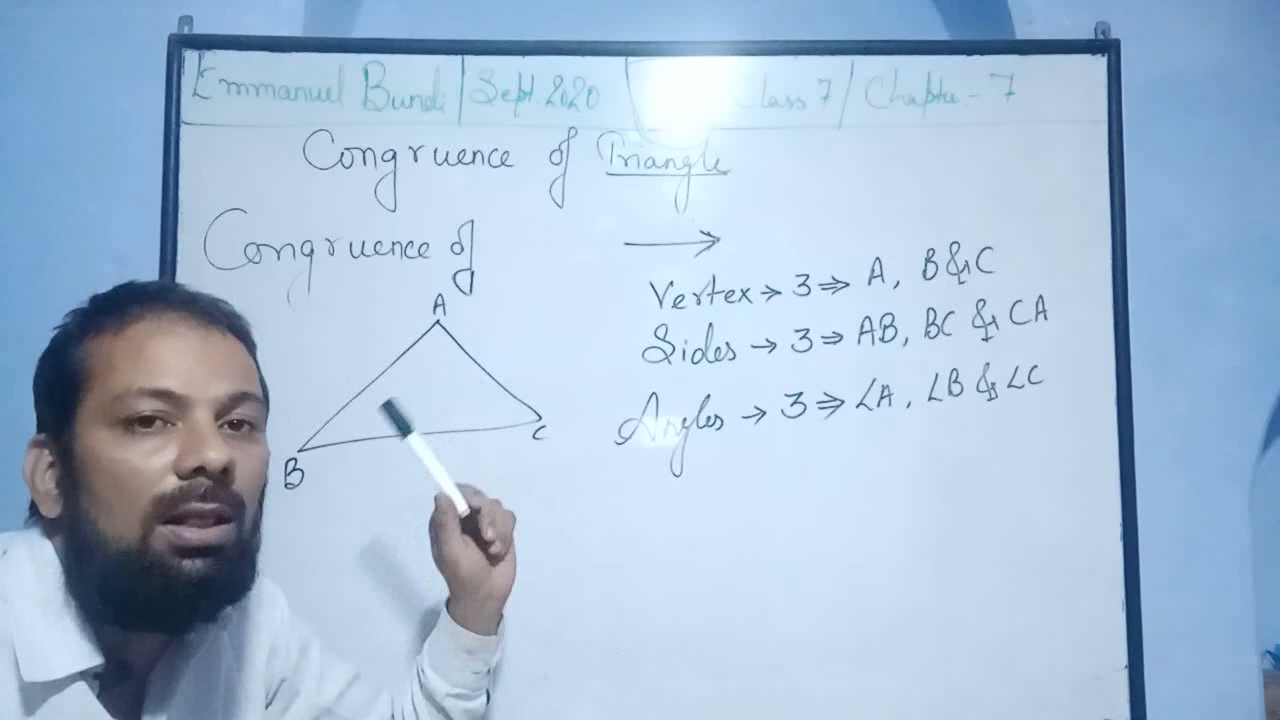 Emmanuel Bundi | Sept. 2020 | Class 7 / Chapter - 7
Congruence of Triangle
Congruence of →
A
B
C
Vertex → 3 ⇒ A, B & C
Sides → 3 ⇒ AB, BC & CA
Angles → 3 ⇒ ∠A, ∠B & ∠C